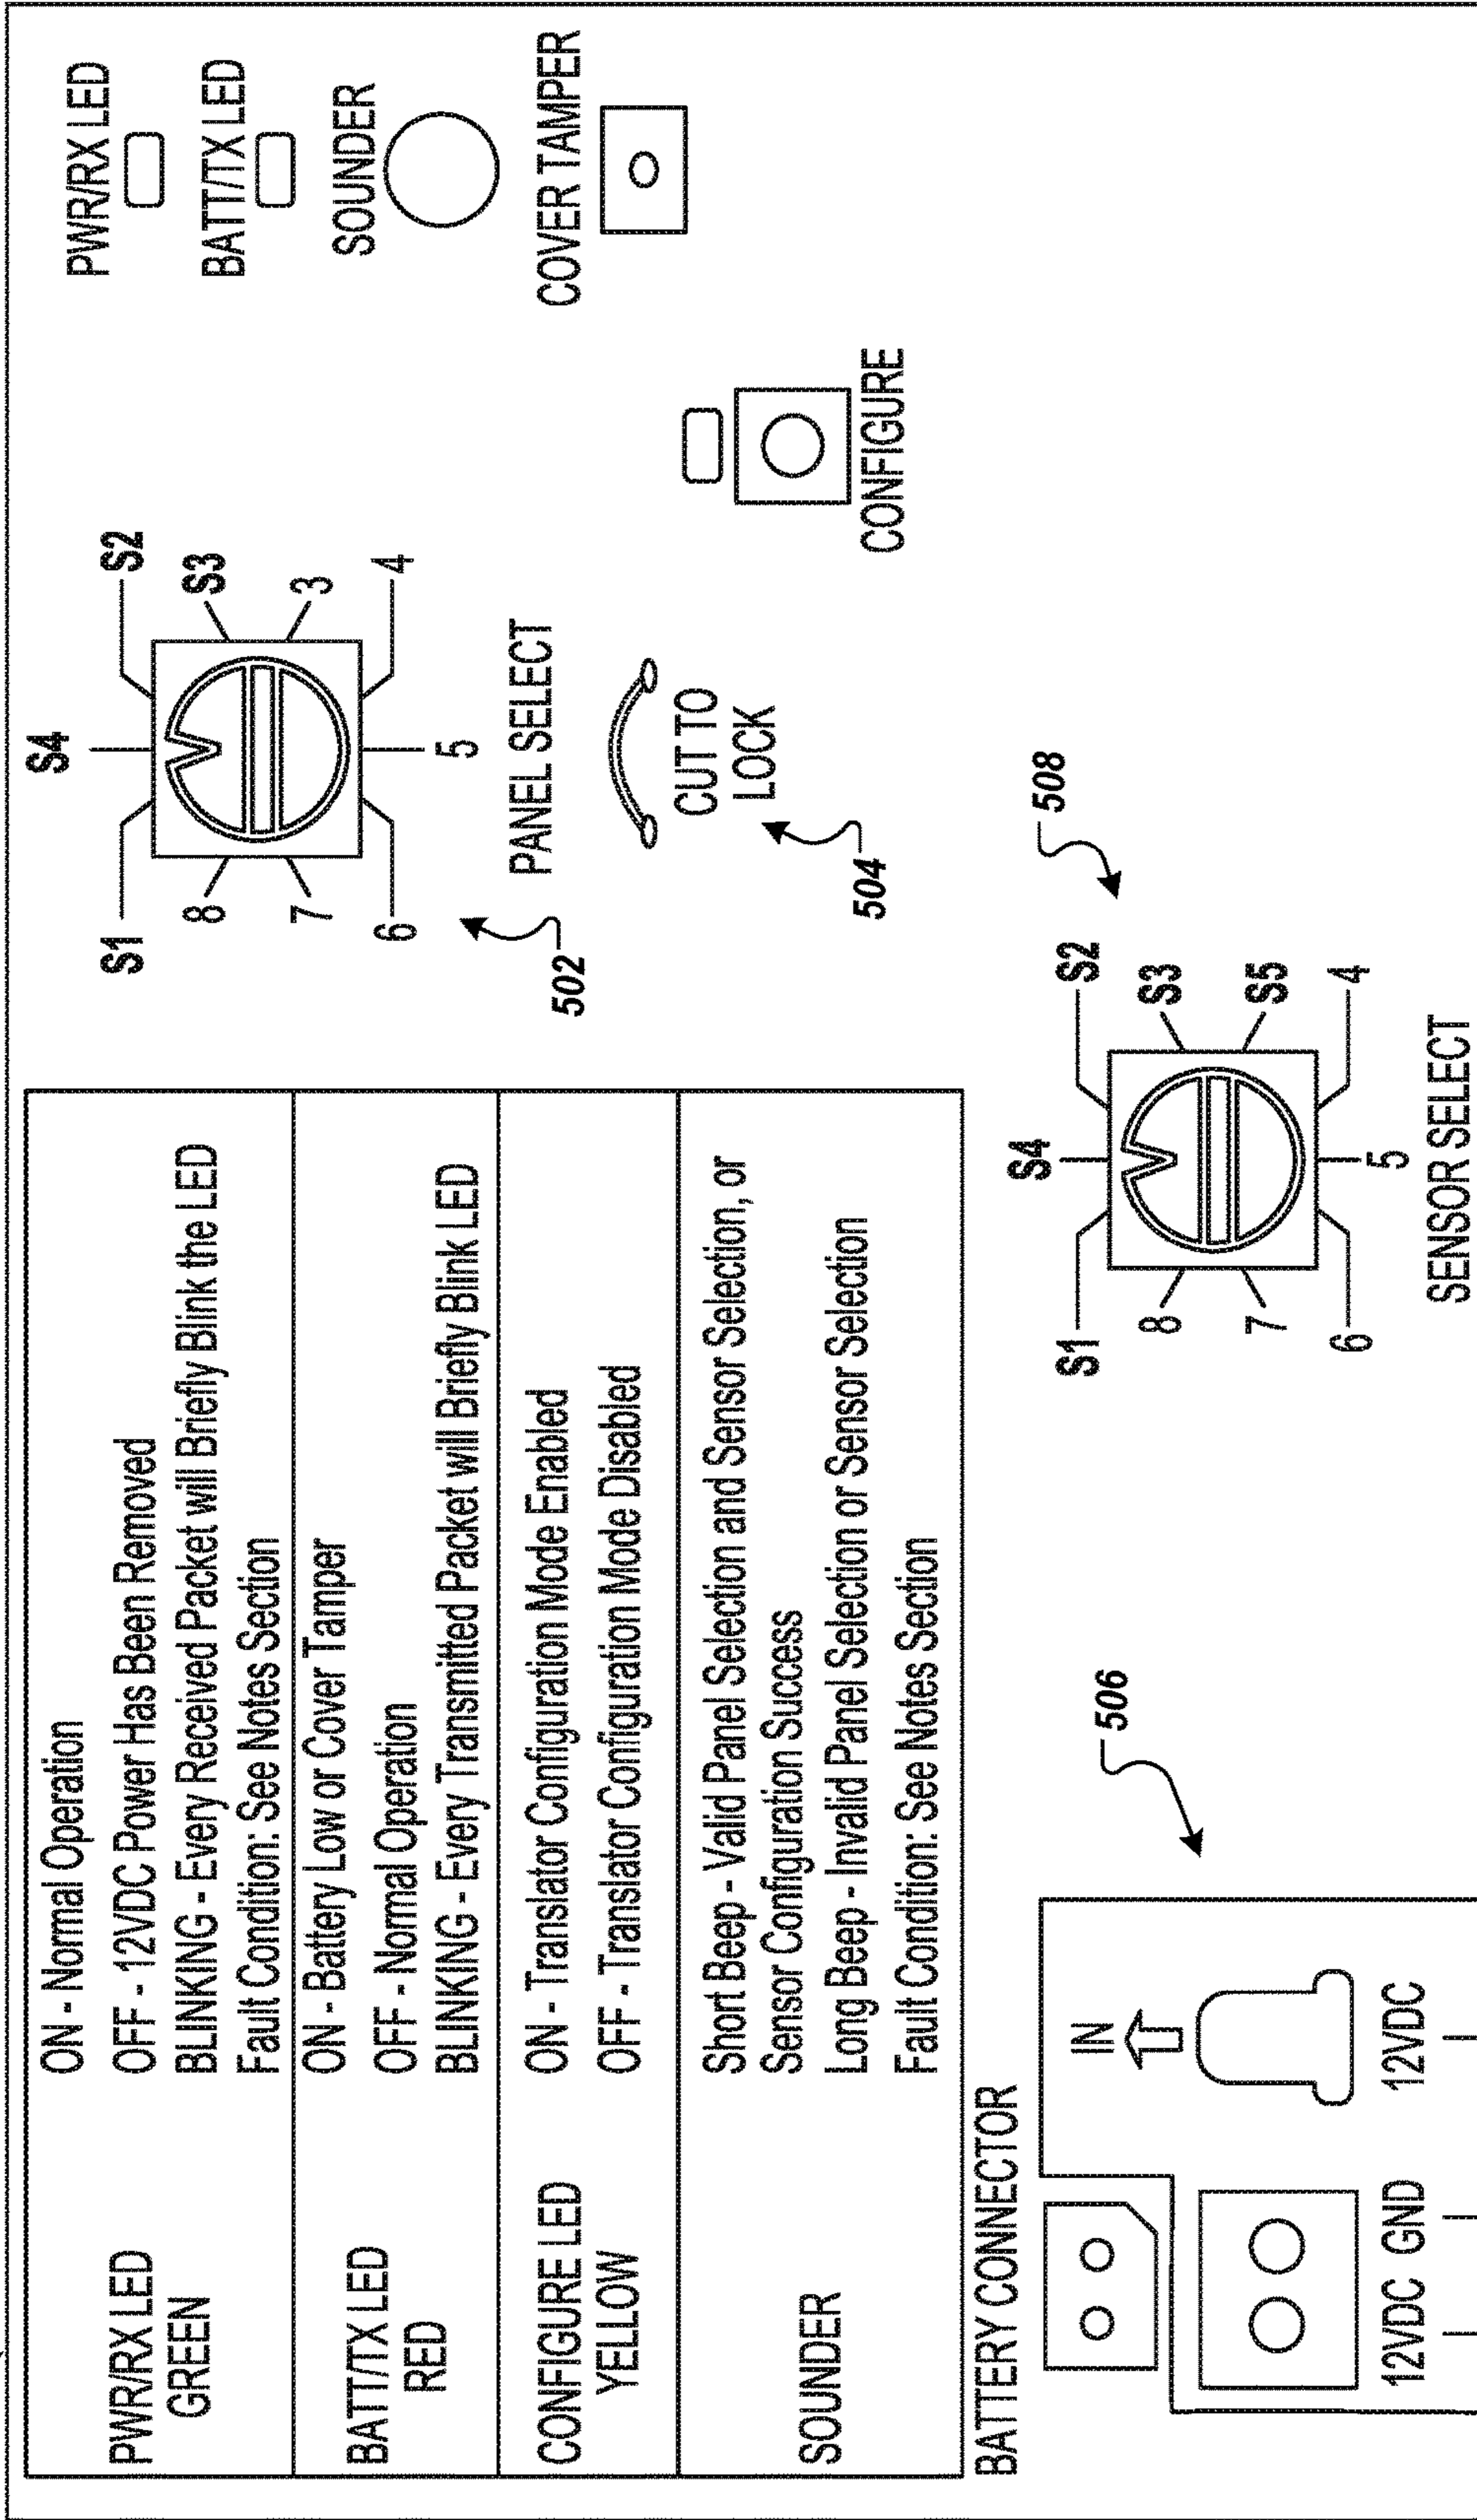 PWR/RX LED
GREEN
ON - Normal Operation
OFF - 12VDC Power Has Been Removed
BLINKING - Every Received Packet will Briefly Blink the LED
Fault Condition: See Notes Section
BATT/TX LED
RED
ON - Battery Low or Cover Tamper
OFF - Normal Operation
BLINKING - Every Transmitted Packet will Briefly Blink LED
CONFIGURE LED
YELLOW
ON - Translator Configuration Mode Enabled
OFF - Translator Configuration Mode Disabled
SOUNDER
Short Beep - Valid Panel Selection and Sensor Selection, or
Sensor Configuration Success
Long Beep - Invalid Panel Selection or Sensor Selection
Fault Condition: See Notes Section
S4
S1
S2
8
S3
7
3
6
4
5
502
PANEL SELECT
CUT TO
LOCK
504
PWR/RX LED
BATT/TX LED
SOUNDER
COVER TAMPER
CONFIGURE
BATTERY CONNECTOR
IN
12VDC
GND
12VDC
506
S4
S1
S2
8
S3
7
S5
6
4
5
SENSOR SELECT
508